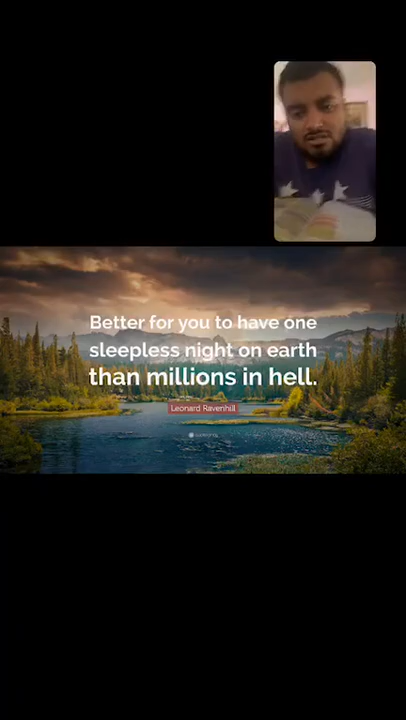 Better for you to have one
sleepless night on earth
than millions in hell.
Leonard Ravenhill